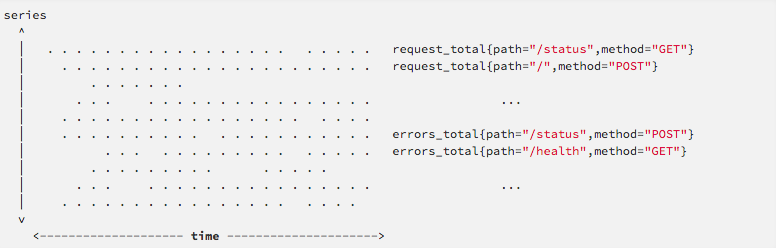 series
^
| . . . . . . . . . . . . . . . . . . . . . . request_total{path="/status",method="GET"}
| . . . . . . . . . . . . . . . . . . . . . . request_total{path="/",method="POST"}
| . . . . . . .
| . . . . . . . . . . . . . . . . . . . ...
| . . . . . . . . . . . . . . . . . . . . .
| . . . . . . . . . . . . . . . . . . . . . errors_total{path="/status",method="POST"}
| . . . . . . . . . . . . . . . . . errors_total{path="/health",method="GET"}
| . . . . . . . . . . . . . .
| . . . . . . . . . . . . . . . . . . . ...
| . . . . . . . . . . . . . . . . . . . .
v
<-------------------- time --------------------->